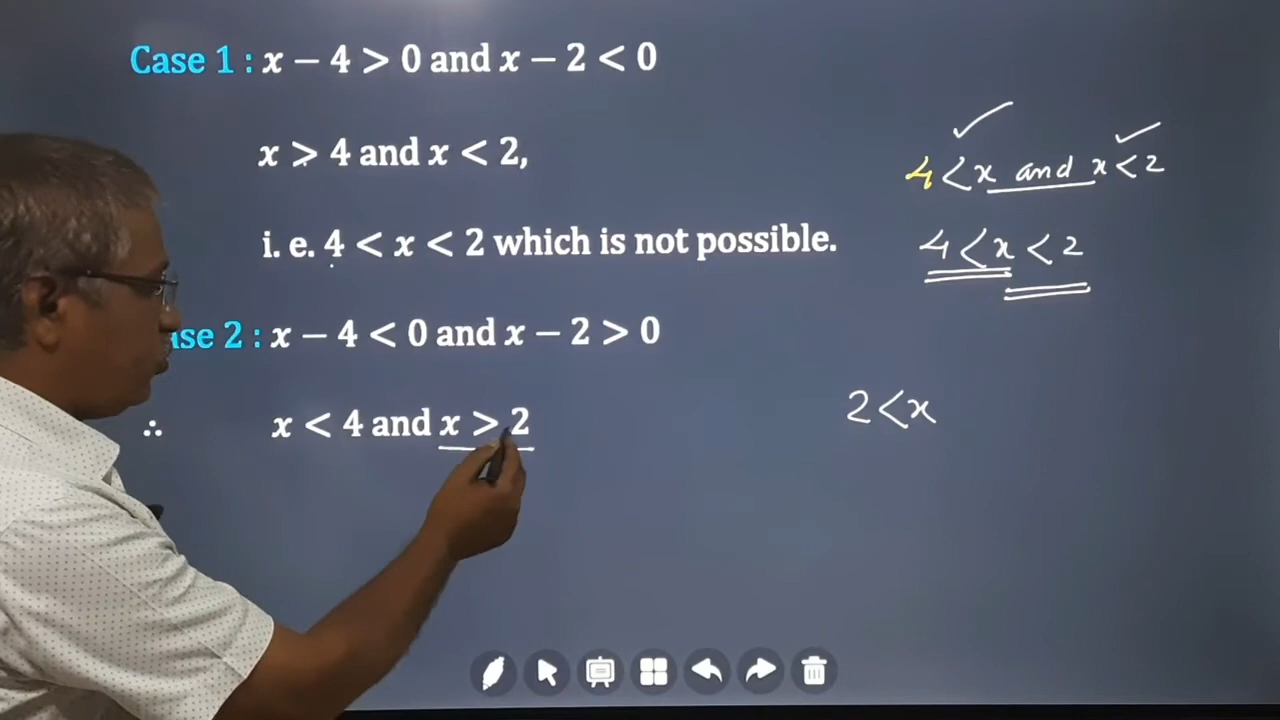 Case 1 : x − 4 > 0 and x − 2 < 0
x > 4 and x < 2,
4 < x and x < 2
i. e. 4 < x < 2 which is not possible.
4 < x < 2
ase 2 : x − 4 < 0 and x − 2 > 0
∴ x < 4 and x > 2
2 < x